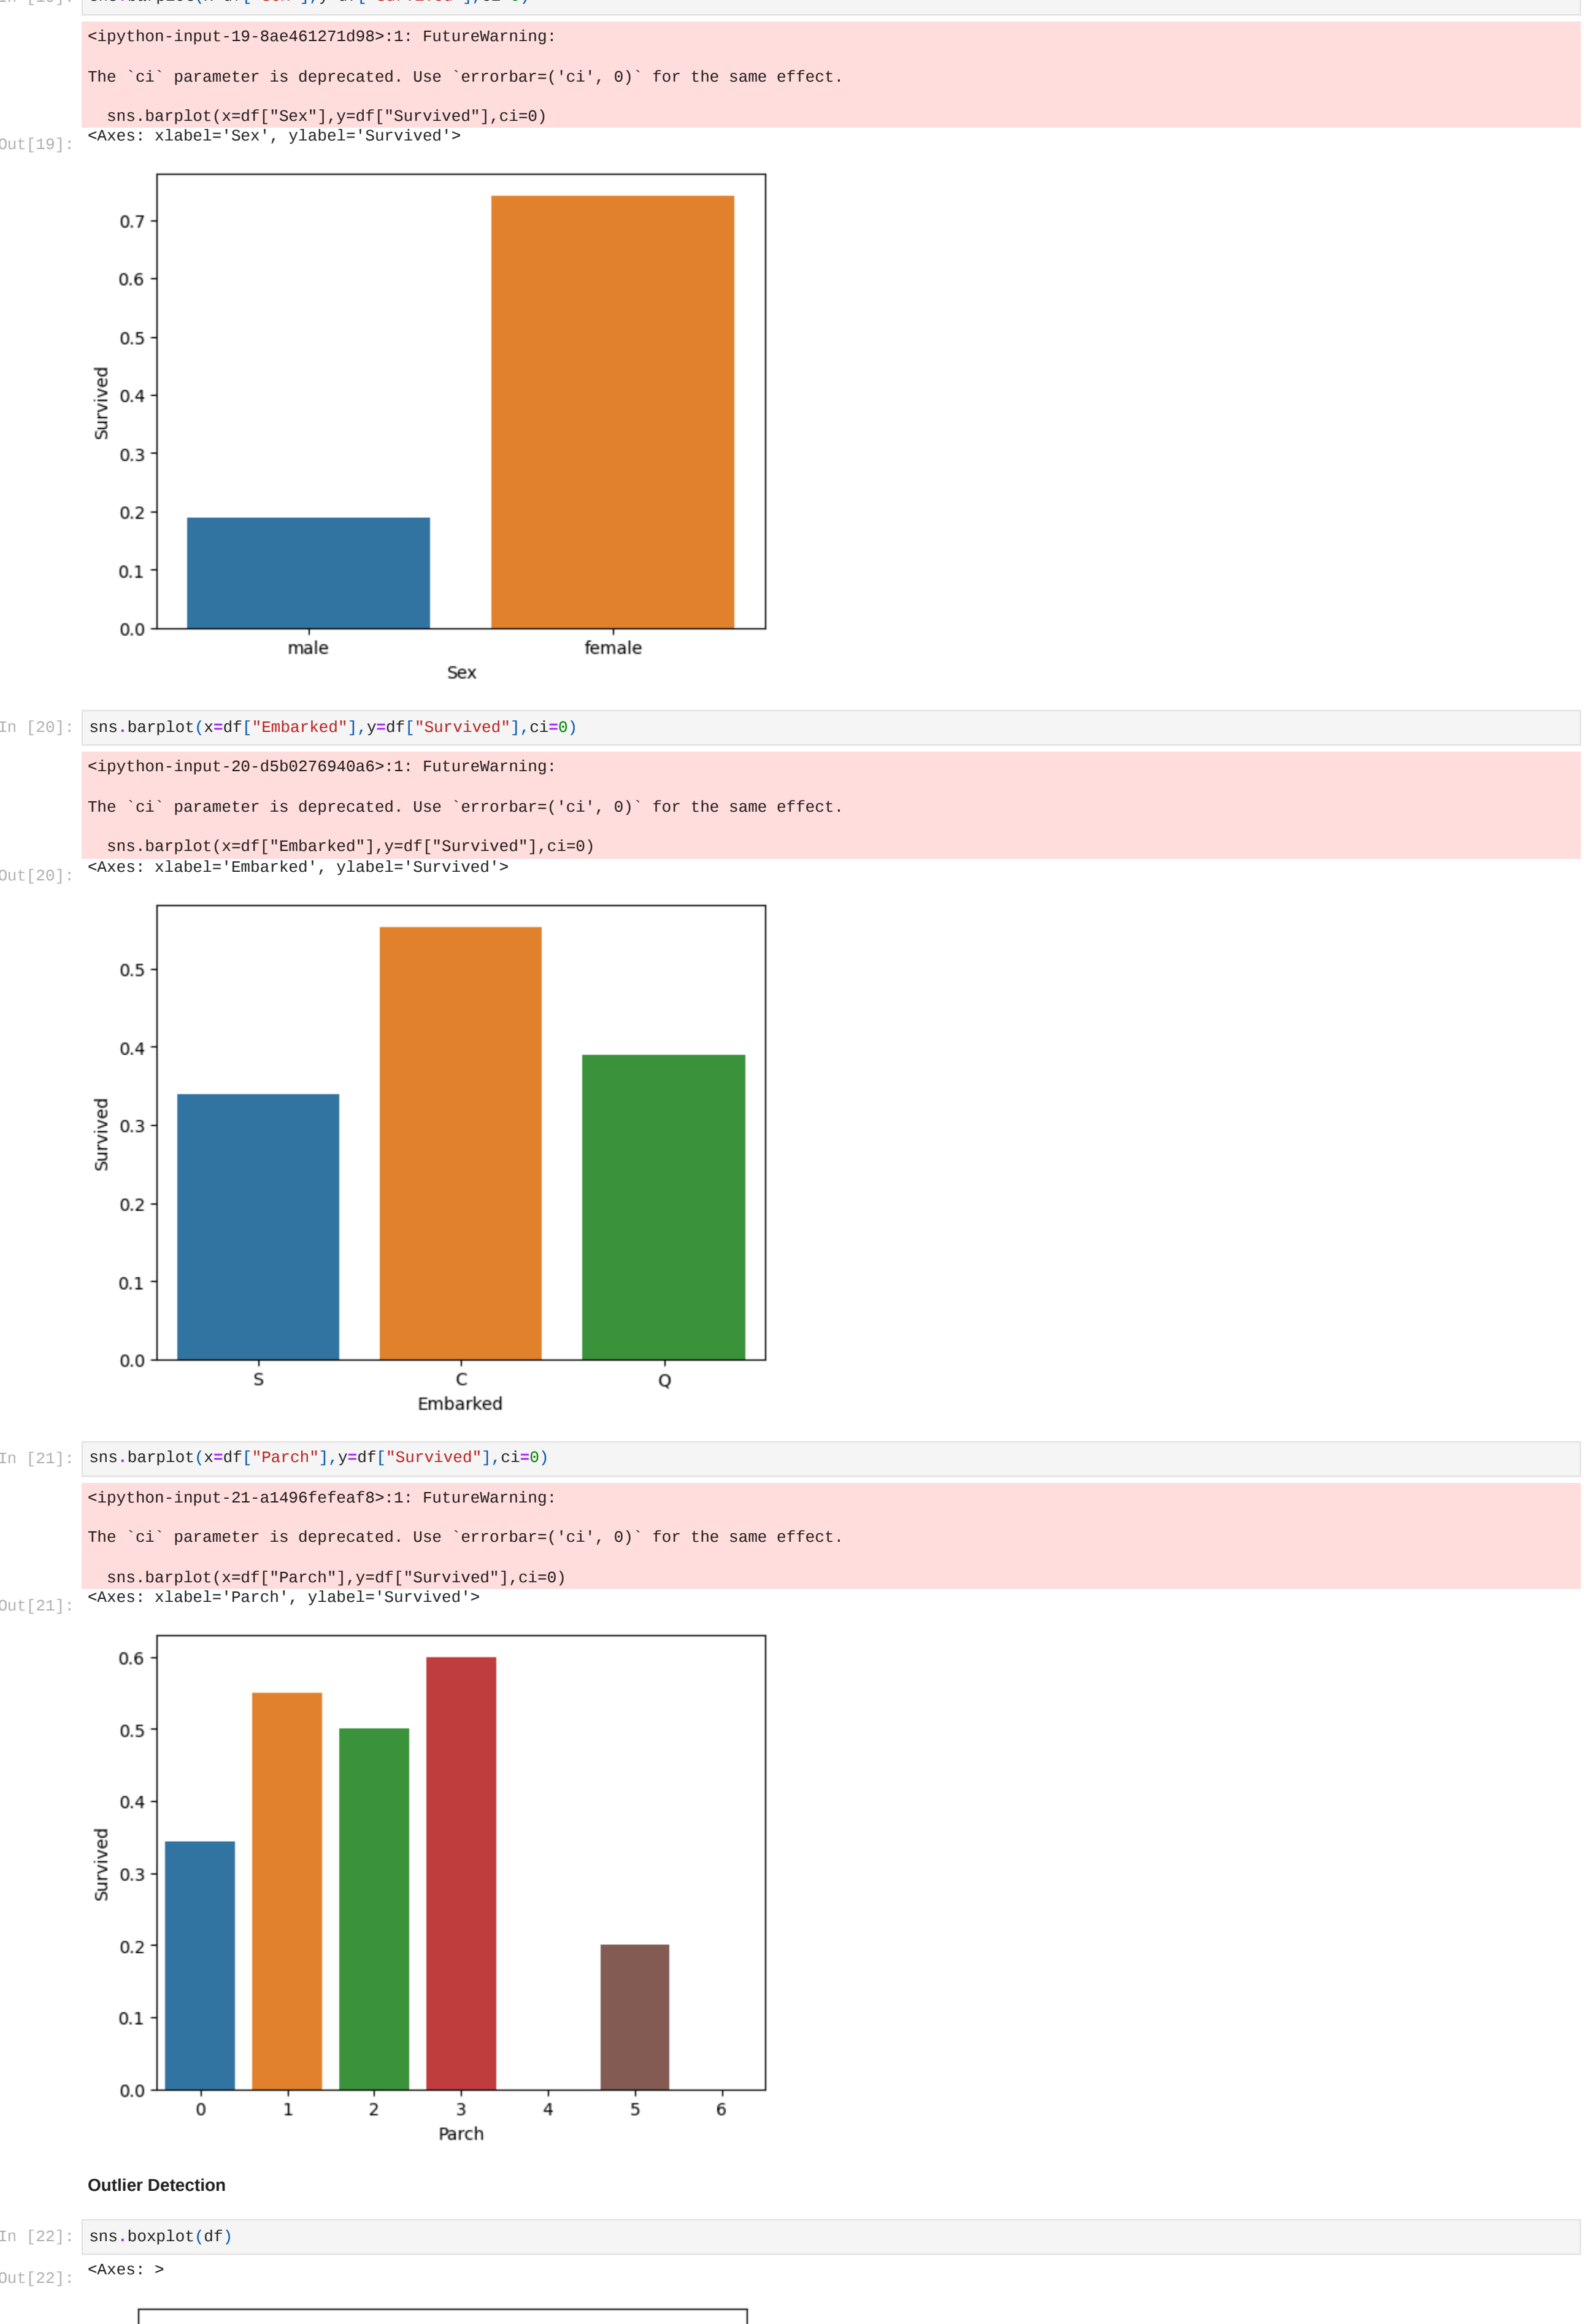 <ipython-input-19-8ae461271d98>:1: FutureWarning:
The `ci` parameter is deprecated. Use `errorbar=('ci', 0)` for the same effect.
sns.barplot(x=df["Sex"],y=df["Survived"],ci=0)
<Axes: xlabel='Sex', ylabel='Survived'>
Out[19]:
0.7
0.6
0.5
0.4
0.3
0.2
0.1
0.0
Survived
male female
Sex
In [20]: sns.barplot(x=df["Embarked"],y=df["Survived"],ci=0)
<ipython-input-20-d5b0276940a6>:1: FutureWarning:
The `ci` parameter is deprecated. Use `errorbar=('ci', 0)` for the same effect.
sns.barplot(x=df["Embarked"],y=df["Survived"],ci=0)
<Axes: xlabel='Embarked', ylabel='Survived'>
Out[20]:
0.5
0.4
0.3
0.2
0.1
0.0
Survived
S C Q
Embarked
In [21]: sns.barplot(x=df["Parch"],y=df["Survived"],ci=0)
<ipython-input-21-a1496fefeaf8>:1: FutureWarning:
The `ci` parameter is deprecated. Use `errorbar=('ci', 0)` for the same effect.
sns.barplot(x=df["Parch"],y=df["Survived"],ci=0)
<Axes: xlabel='Parch', ylabel='Survived'>
Out[21]:
0.6
0.5
0.4
0.3
0.2
0.1
0.0
Survived
0 1 2 3 4 5 6
Parch
Outlier Detection
In [22]: sns.boxplot(df)
<Axes: >
Out[22]: